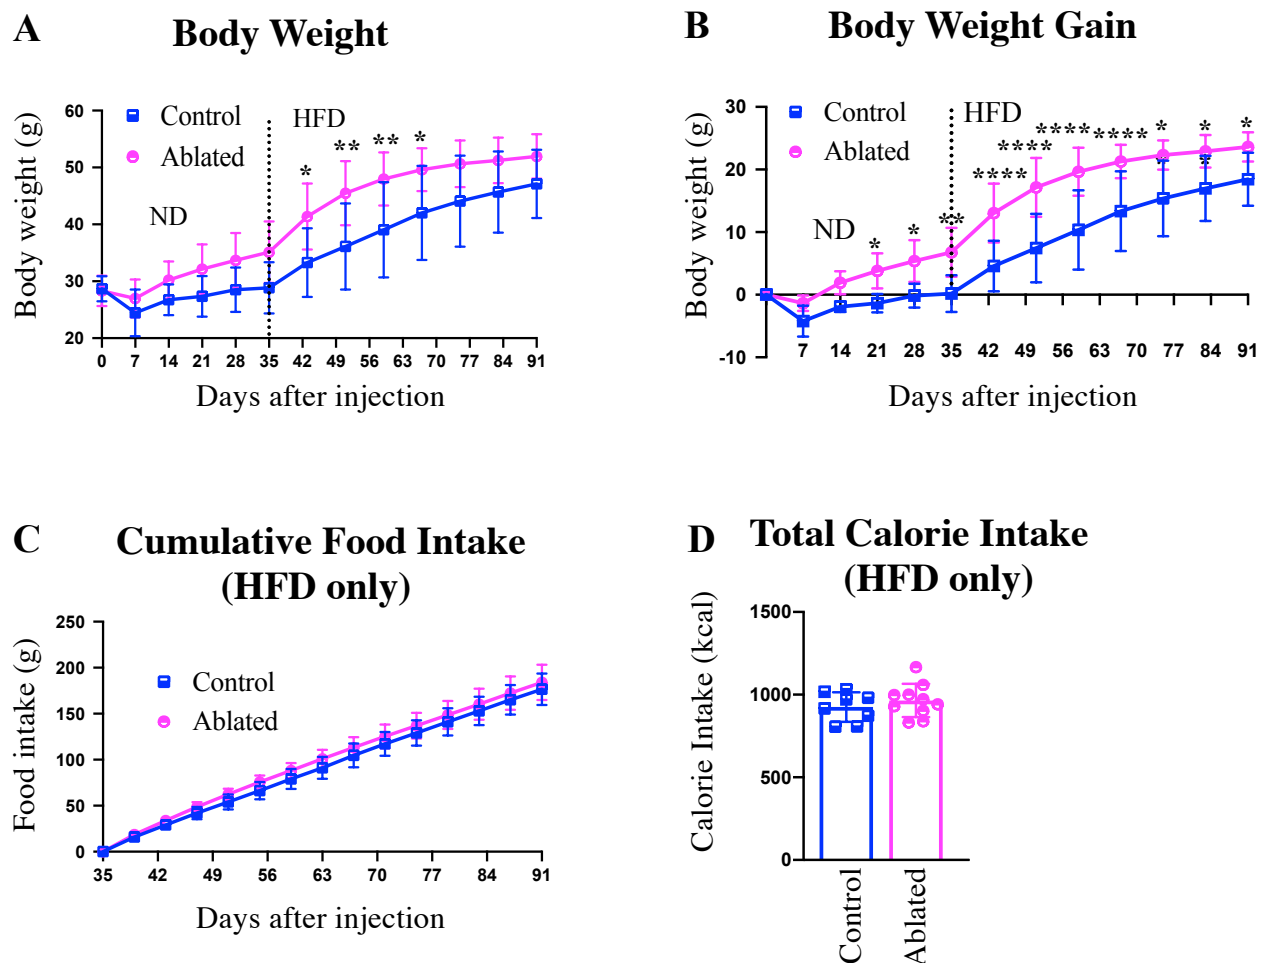 A
Body Weight
Body weight (g)
60
50
40
30
20
Control
Ablated
HFD
ND
*
**
**
*
0 7 14 21 28 35 42 49 56 63 70 77 84 91
Days after injection
B
Body Weight Gain
Body weight (g)
30
20
10
0
-10
Control
Ablated
HFD
ND
*
*
**
****
****
****
****
*
*
*
*
*
7 14 21 28 35 42 49 56 63 70 77 84 91
Days after injection
C
Cumulative Food Intake
(HFD only)
Food intake (g)
250
200
150
100
50
0
Control
Ablated
35 42 49 56 63 70 77 84 91
Days after injection
D
Total Calorie Intake
(HFD only)
Calorie Intake (kcal)
1500
1000
500
0
Control
Ablated